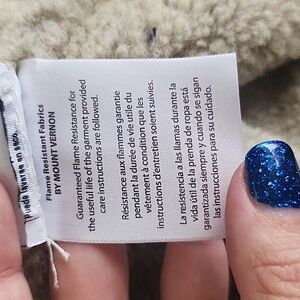 Flame Resistant Fabrics
BY MOUNT VERNON
Guaranteed Flame Resistance for
the useful life of the garment provided
care instructions are followed.
Résistance aux flammes garantie
pendant la durée de vie utile du
vêtement à condition que les
instructions d'entretien soient suivies.
La resistencia a las llamas durante la
vida útil de la prenda de ropa está
garantizada siempre y cuando se sigan
las instrucciones para su cuidado.